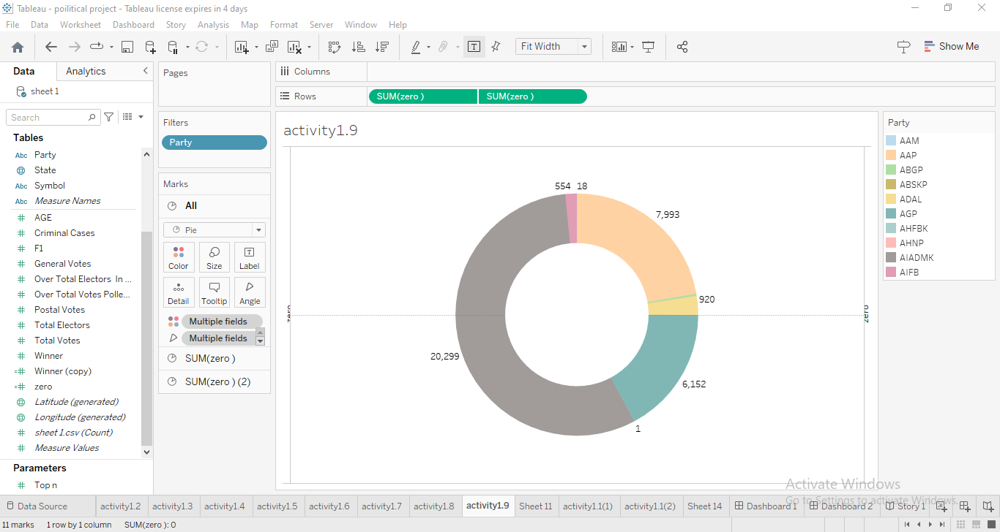 Tableau - poilitical project - Tableau license expires in 4 days
File Data Worksheet Dashboard Story Analysis Map Format Server Window Help
Fit Width
Show Me
Data Analytics
sheet 1
Search
Tables
Abc Party
State
Abc Symbol
Abc Measure Names
AGE
Criminal Cases
F1
General Votes
Over Total Electors In ...
Over Total Votes Polle...
Postal Votes
Total Electors
Total Votes
Winner
Winner (copy)
zero
Latitude (generated)
Longitude (generated)
sheet 1.csv (Count)
Measure Values
Parameters
Top n
Pages
Filters
Party
Marks
All
Pie
Color Size Label
Detail Tooltip Angle
Multiple fields
Multiple fields
SUM(zero )
SUM(zero ) (2)
Columns
Rows SUM(zero ) SUM(zero )
activity1.9
554 18
7,993
920
zero zero
20,299
6,152
1
Party
AAM
AAP
ABGP
ABSKP
ADAL
AGP
AHFBK
AHNP
AIADMK
AIFB
Activate Windows
Go to Settings to activate Windows.
Data Source activity1.2 activity1.3 activity1.4 activity1.5 activity1.6 activity1.7 activity1.8 activity1.9 Sheet 11 activity1.1(1) activity1.1(2) Sheet 14 Dashboard 1 Dashboard 2 Story 1
11 marks 1 row by 1 column SUM(zero ): 0